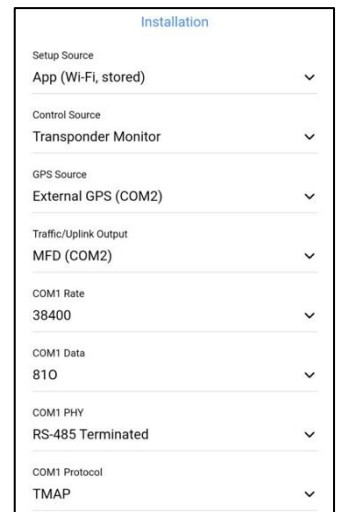 Installation
Setup Source
App (Wi-Fi, stored)
Control Source
Transponder Monitor
GPS Source
External GPS (COM2)
Traffic/Uplink Output
MFD (COM2)
COM1 Rate
38400
COM1 Data
81O
COM1 PHY
RS-485 Terminated
COM1 Protocol
TMAP